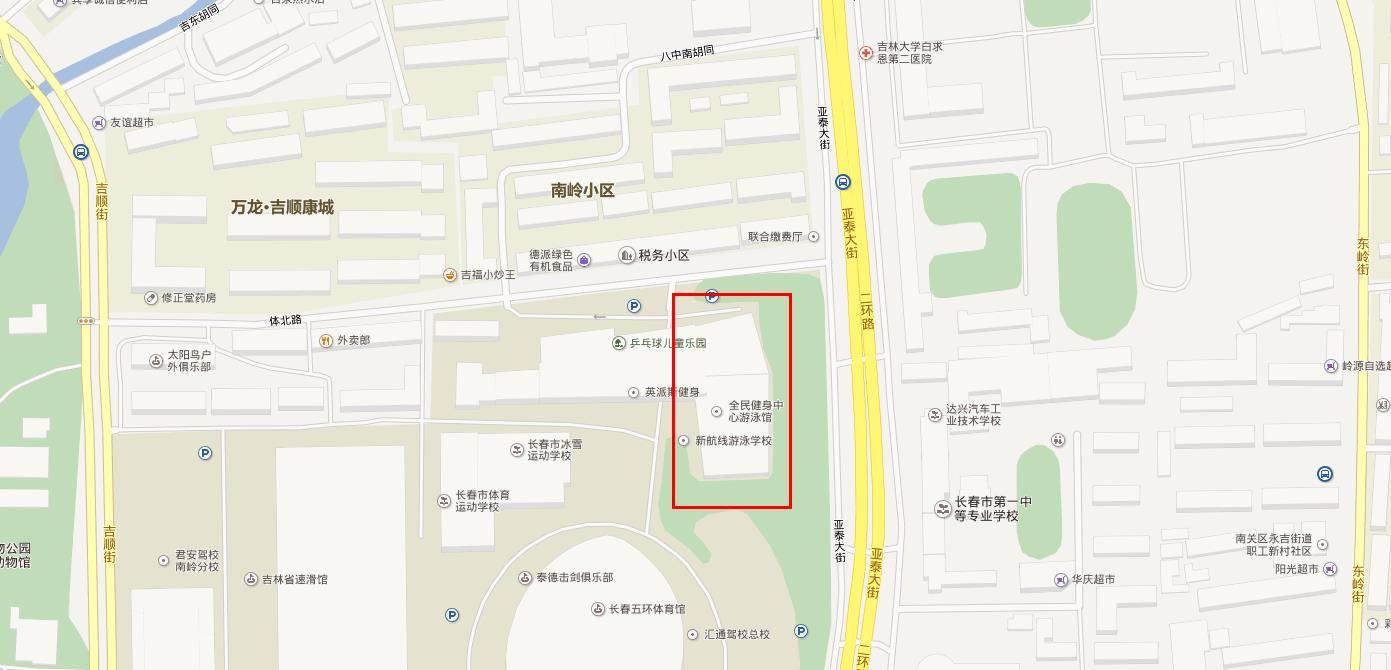 吉东胡同
八中南胡同
吉林大学白求
恩第二医院
友谊超市
亚泰大街
吉顺街
万龙·吉顺康城
南岭小区
亚泰大街
联合缴费厅
德派绿色
有机食品
税务小区
东岭街
吉福小炒王
修正堂药房
二环路
体北路
外卖部
乒乓球儿童乐园
太阳鸟户
外俱乐部
岭源自选超
英派斯健身
全民健身中
心游泳馆
达兴汽车工
业技术学校
新航线游泳学校
长春市冰雪
运动学校
长春市体育
运动学校
长春市第一中
等专业学校
亚泰大街
吉顺街
南关区永吉街道
职工新村社区
物公园
动物馆
君安驾校
南岭分校
吉林省速滑馆
泰德击剑俱乐部
亚泰大街
华庆超市
阳光超市
东岭街
长春五环体育馆
汇通驾校总校
二环